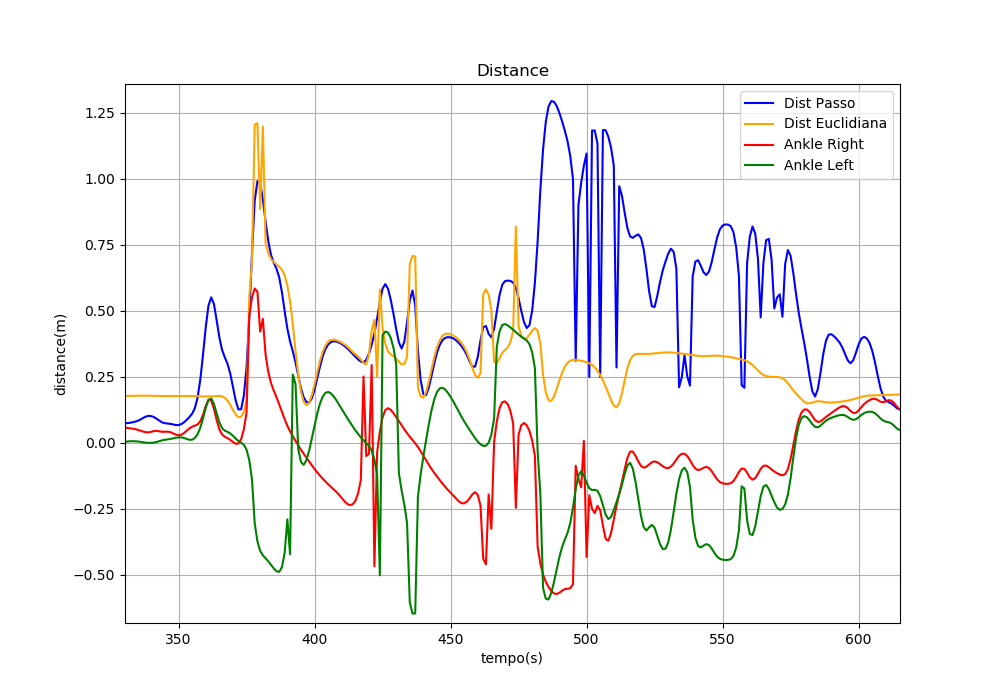 Distance
Dist Passo
Dist Euclidiana
Ankle Right
Ankle Left
distance(m)
1.25
1.00
0.75
0.50
0.25
0.00
−0.25
−0.50
350 400 450 500 550 600
tempo(s)